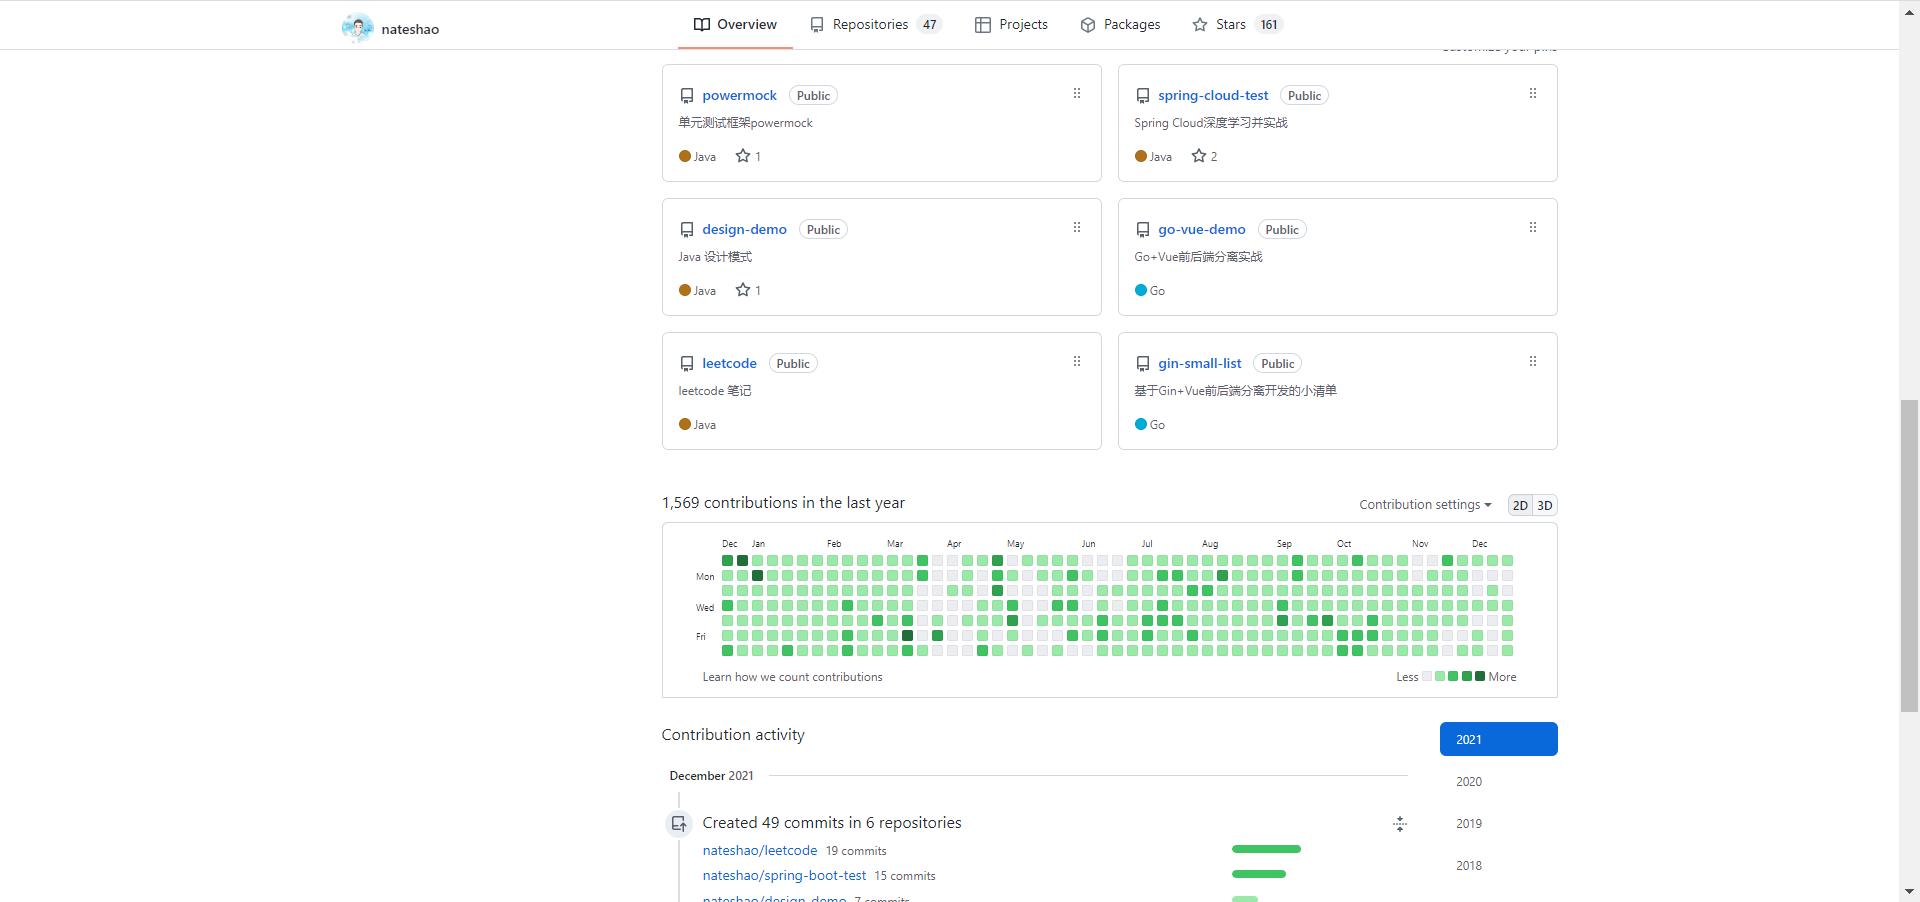 nateshao
Overview
Repositories 47
Projects
Packages
Stars 161
Customize your pins
powermock Public
单元测试框架powermock
Java 1
spring-cloud-test Public
Spring Cloud深度学习并实战
Java 2
design-demo Public
Java 设计模式
Java 1
go-vue-demo Public
Go+Vue前后端分离实战
Go
leetcode Public
leetcode 笔记
Java
gin-small-list Public
基于Gin+Vue前后端分离开发的小清单
Go
1,569 contributions in the last year
Contribution settings
2D 3D
Dec Jan Feb Mar Apr May Jun Jul Aug Sep Oct Nov Dec
Mon
Wed
Fri
Learn how we count contributions
Less More
Contribution activity
2021
December 2021
2020
Created 49 commits in 6 repositories
2019
nateshao/leetcode 19 commits
2018
nateshao/spring-boot-test 15 commits
nateshao/design-demo 7 commits